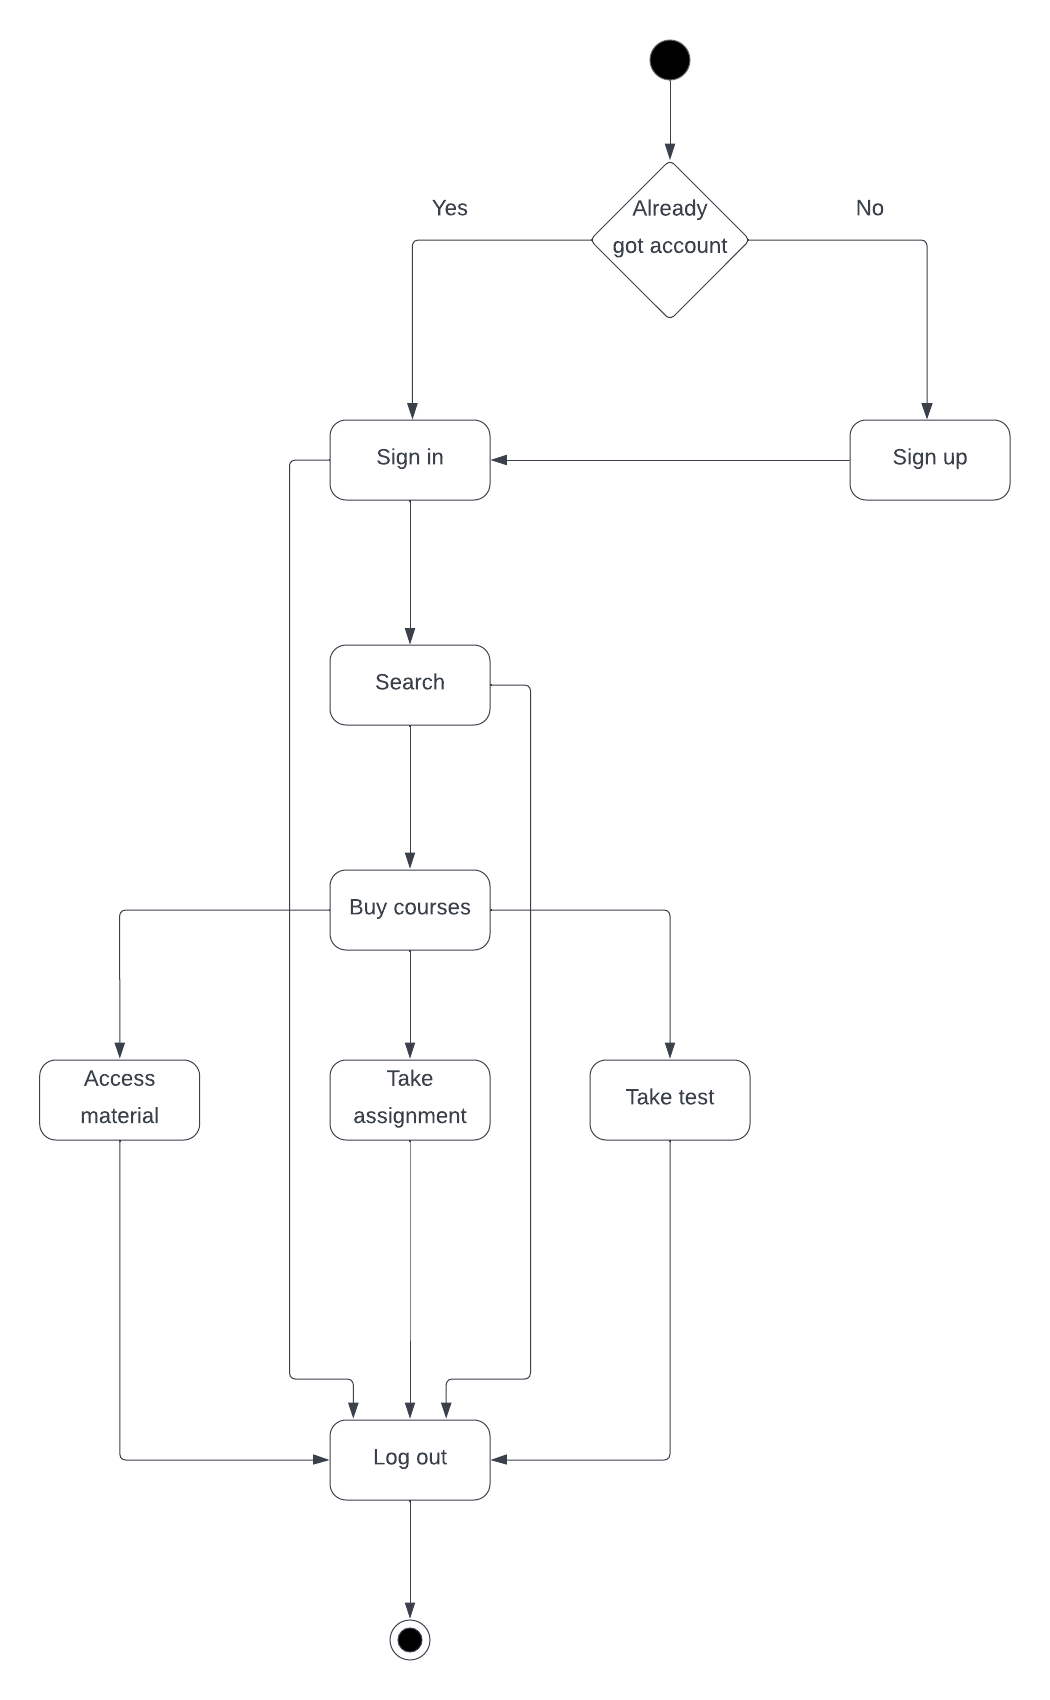 Yes
Already
got account
No
Sign in
Sign up
Search
Buy courses
Access
material
Take
assignment
Take test
Log out